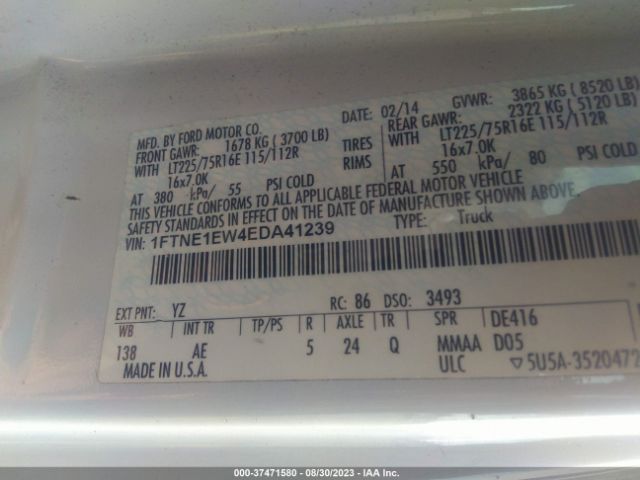 MFD. BY FORD MOTOR CO.
DATE: 02/14 GVWR: 3865 KG ( 8520 LB)
FRONT GAWR: 1678 KG ( 3700 LB) REAR GAWR: 2322 KG ( 5120 LB)
WITH LT225/75R16E 115/112R TIRES WITH LT225/75R16E 115/112R
16x7.0K RIMS 16x7.0K
AT 380 kPa/ 55 PSI COLD AT 550 kPa/ 80 PSI COLD
THIS VEHICLE CONFORMS TO ALL APPLICABLE FEDERAL MOTOR VEHICLE
SAFETY STANDARDS IN EFFECT ON THE DATE OF MANUFACTURE SHOWN ABOVE.
VIN: 1FTNE1EW4EDA41239 TYPE: Truck
EXT PNT: YZ RC: 86 DSO: 3493
WB INT TR TP/PS R AXLE TR SPR DE416
138 AE 5 24 Q MMAA D05
MADE IN U.S.A. ULC ▽5U5A-3520472
000-37471580 - 08/30/2023 - IAA Inc.